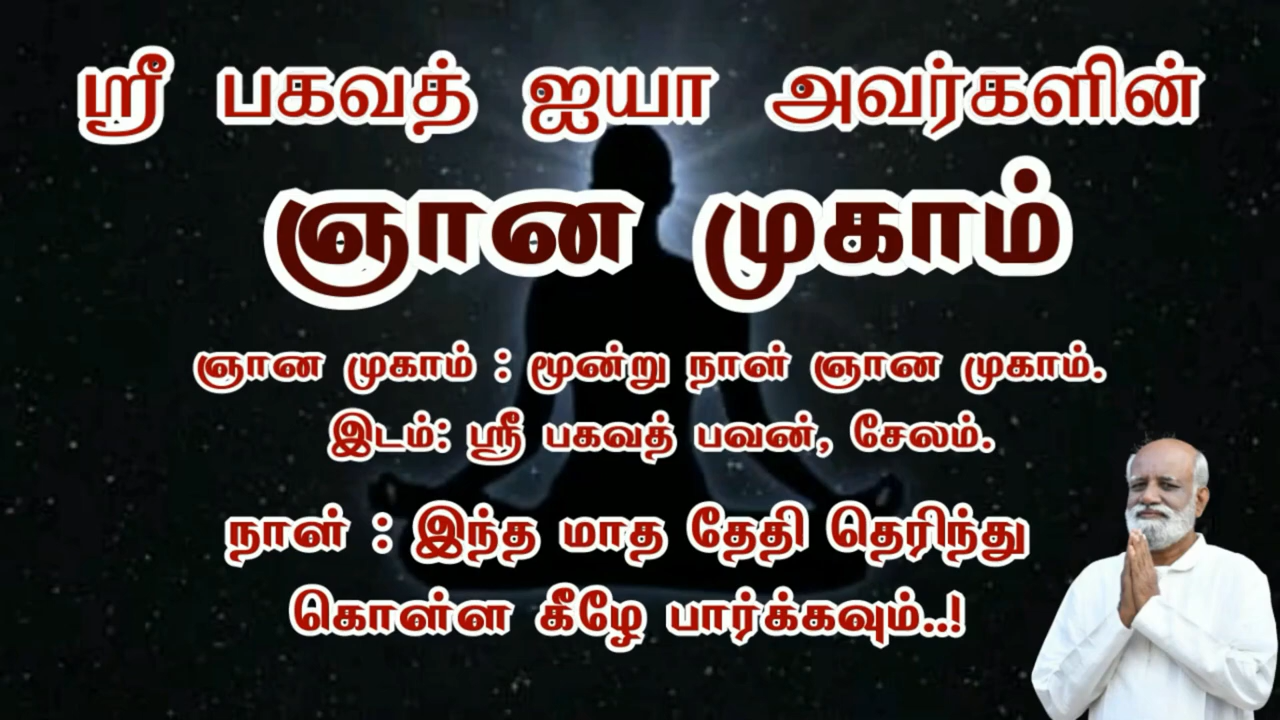 ஸ்ரீ பகவத் ஐயா அவர்களின்
ஞான முகாம்
ஞான முகாம் : மூன்று நாள் ஞான முகாம்.
இடம்: ஸ்ரீ பகவத் பவன், சேலம்.
நாள் : இந்த மாத தேதி தெரிந்து
கொள்ள கீழே பார்க்கவும்..!